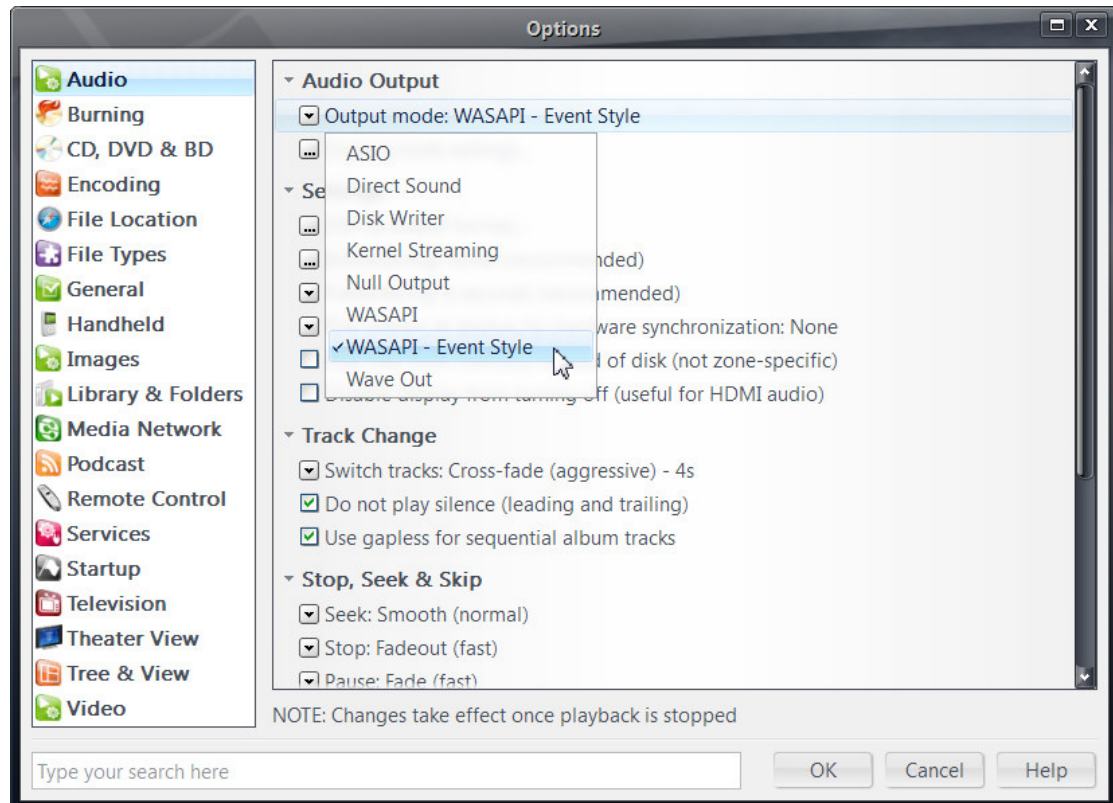 Options
Audio
Burning
CD, DVD & BD
Encoding
File Location
File Types
General
Handheld
Images
Library & Folders
Media Network
Podcast
Remote Control
Services
Startup
Television
Theater View
Tree & View
Video
Audio Output
Output mode: WASAPI - Event Style
ASIO
Direct Sound
Disk Writer
Kernel Streaming
Null Output
WASAPI
WASAPI - Event Style
Wave Out
synchronization: None
of disk (not zone-specific)
display from turning off (useful for HDMI audio)
Track Change
Switch tracks: Cross-fade (aggressive) - 4s
Do not play silence (leading and trailing)
Use gapless for sequential album tracks
Stop, Seek & Skip
Seek: Smooth (normal)
Stop: Fadeout (fast)
Pause: Fade (fast)
NOTE: Changes take effect once playback is stopped
Type your search here
OK
Cancel
Help